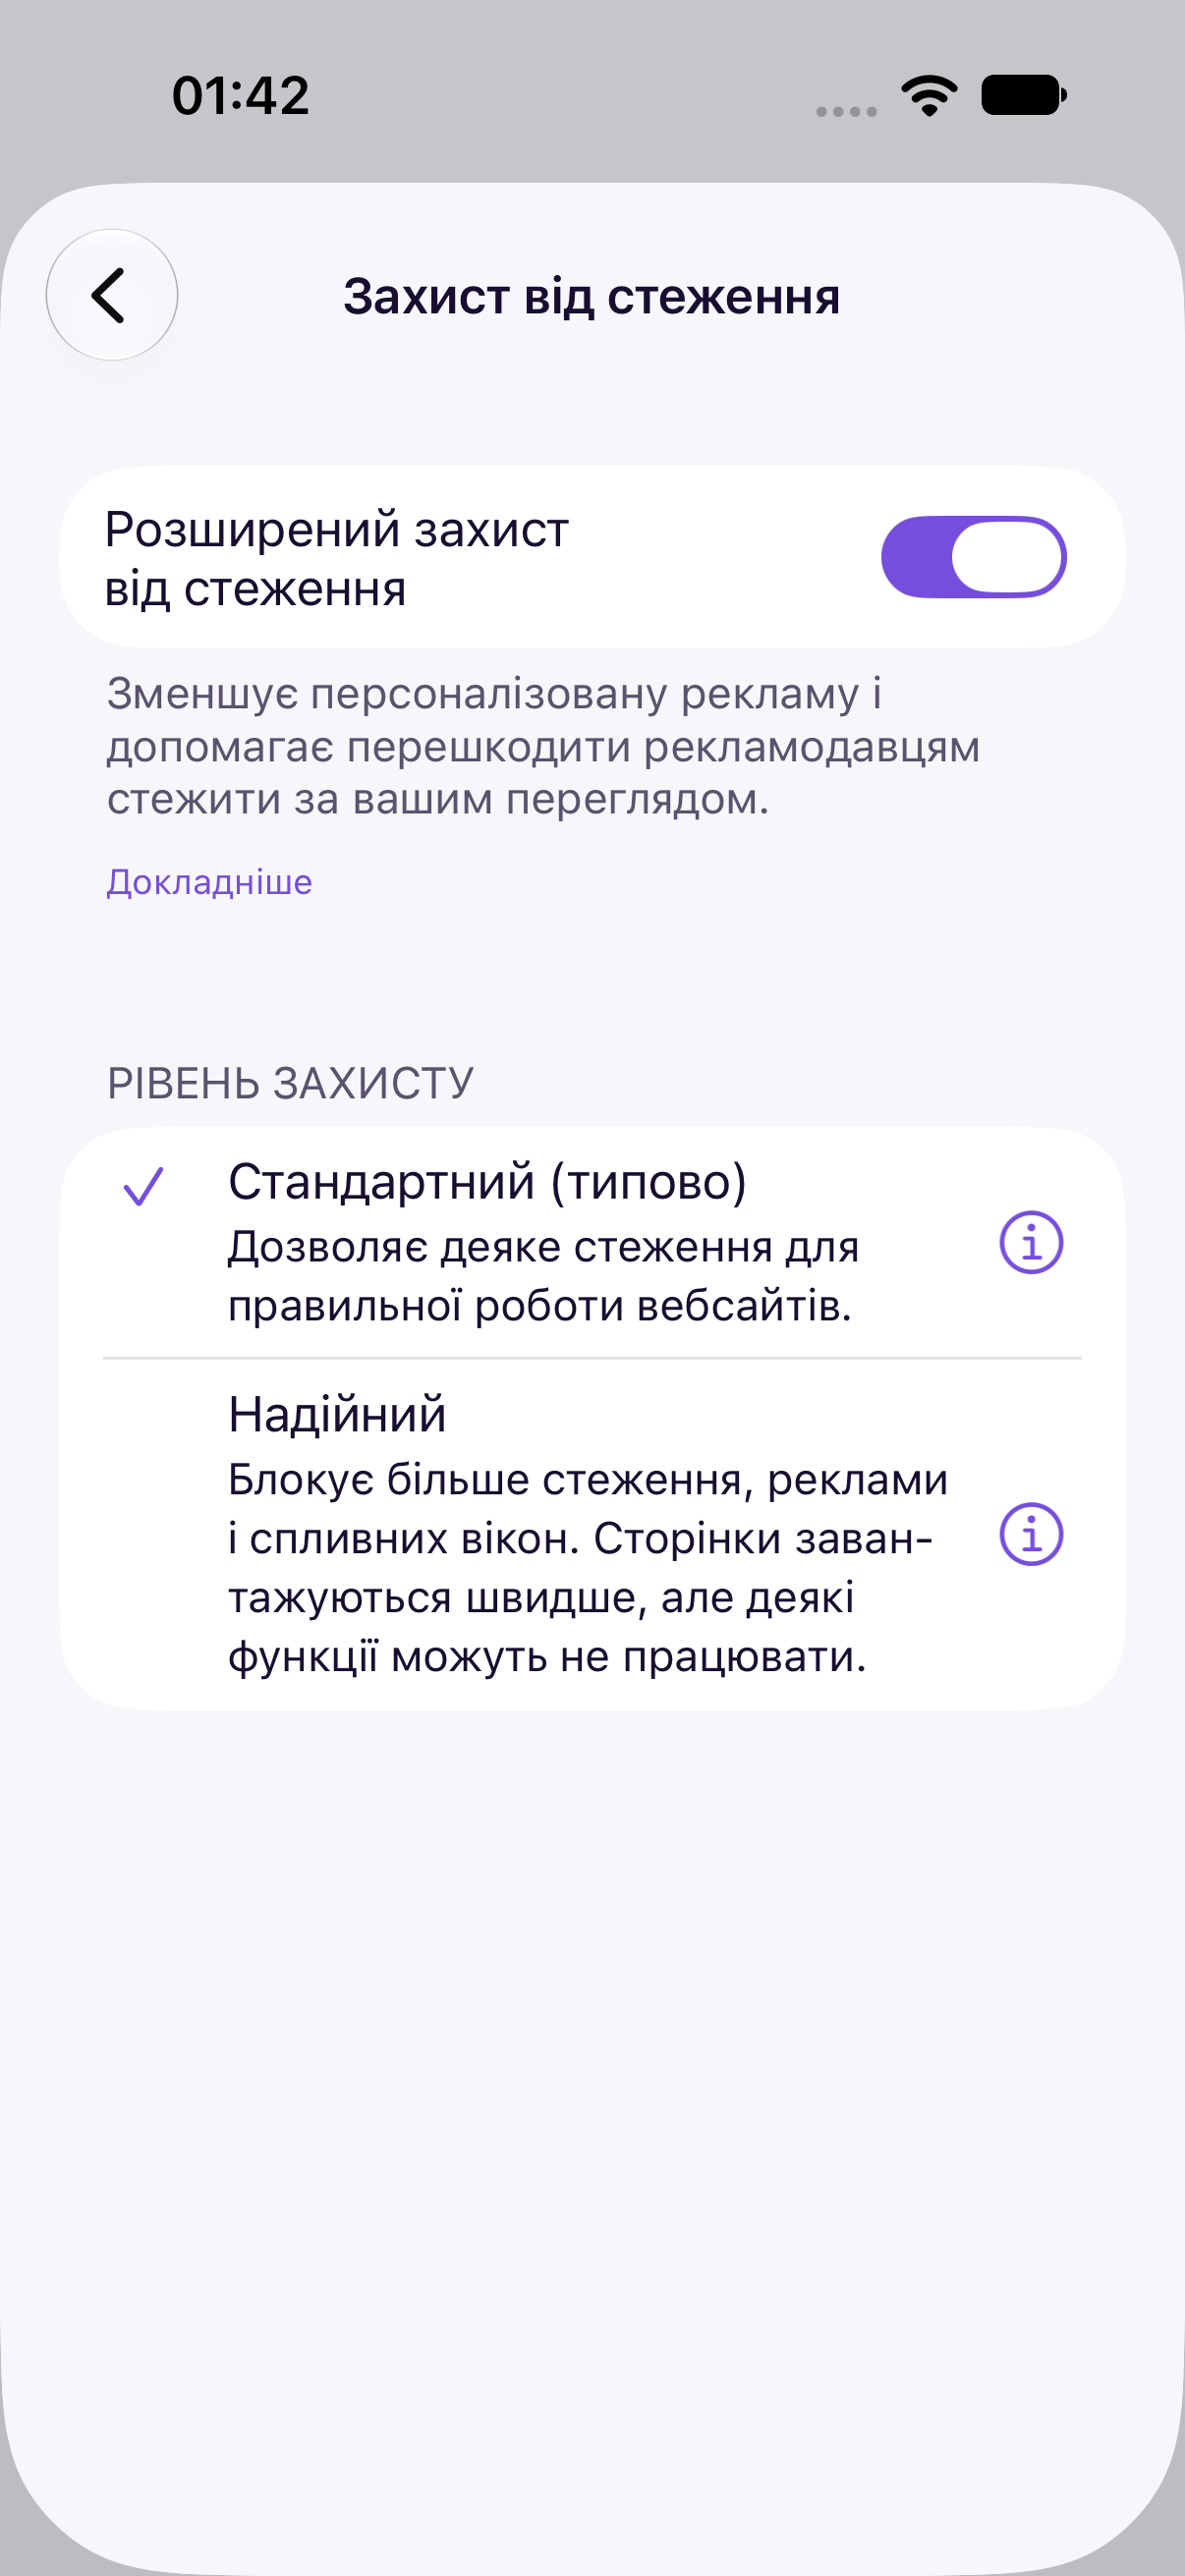 01:42
Захист від стеження
Розширений захист
від стеження
Зменшує персоналізовану рекламу і
допомагає перешкодити рекламодавцям
стежити за вашим переглядом.
Докладніше
РІВЕНЬ ЗАХИСТУ
Стандартний (типово)
Дозволяє деяке стеження для
правильної роботи вебсайтів.
Надійний
Блокує більше стеження, реклами
і спливних вікон. Сторінки заван-
тажуються швидше, але деякі
функції можуть не працювати.